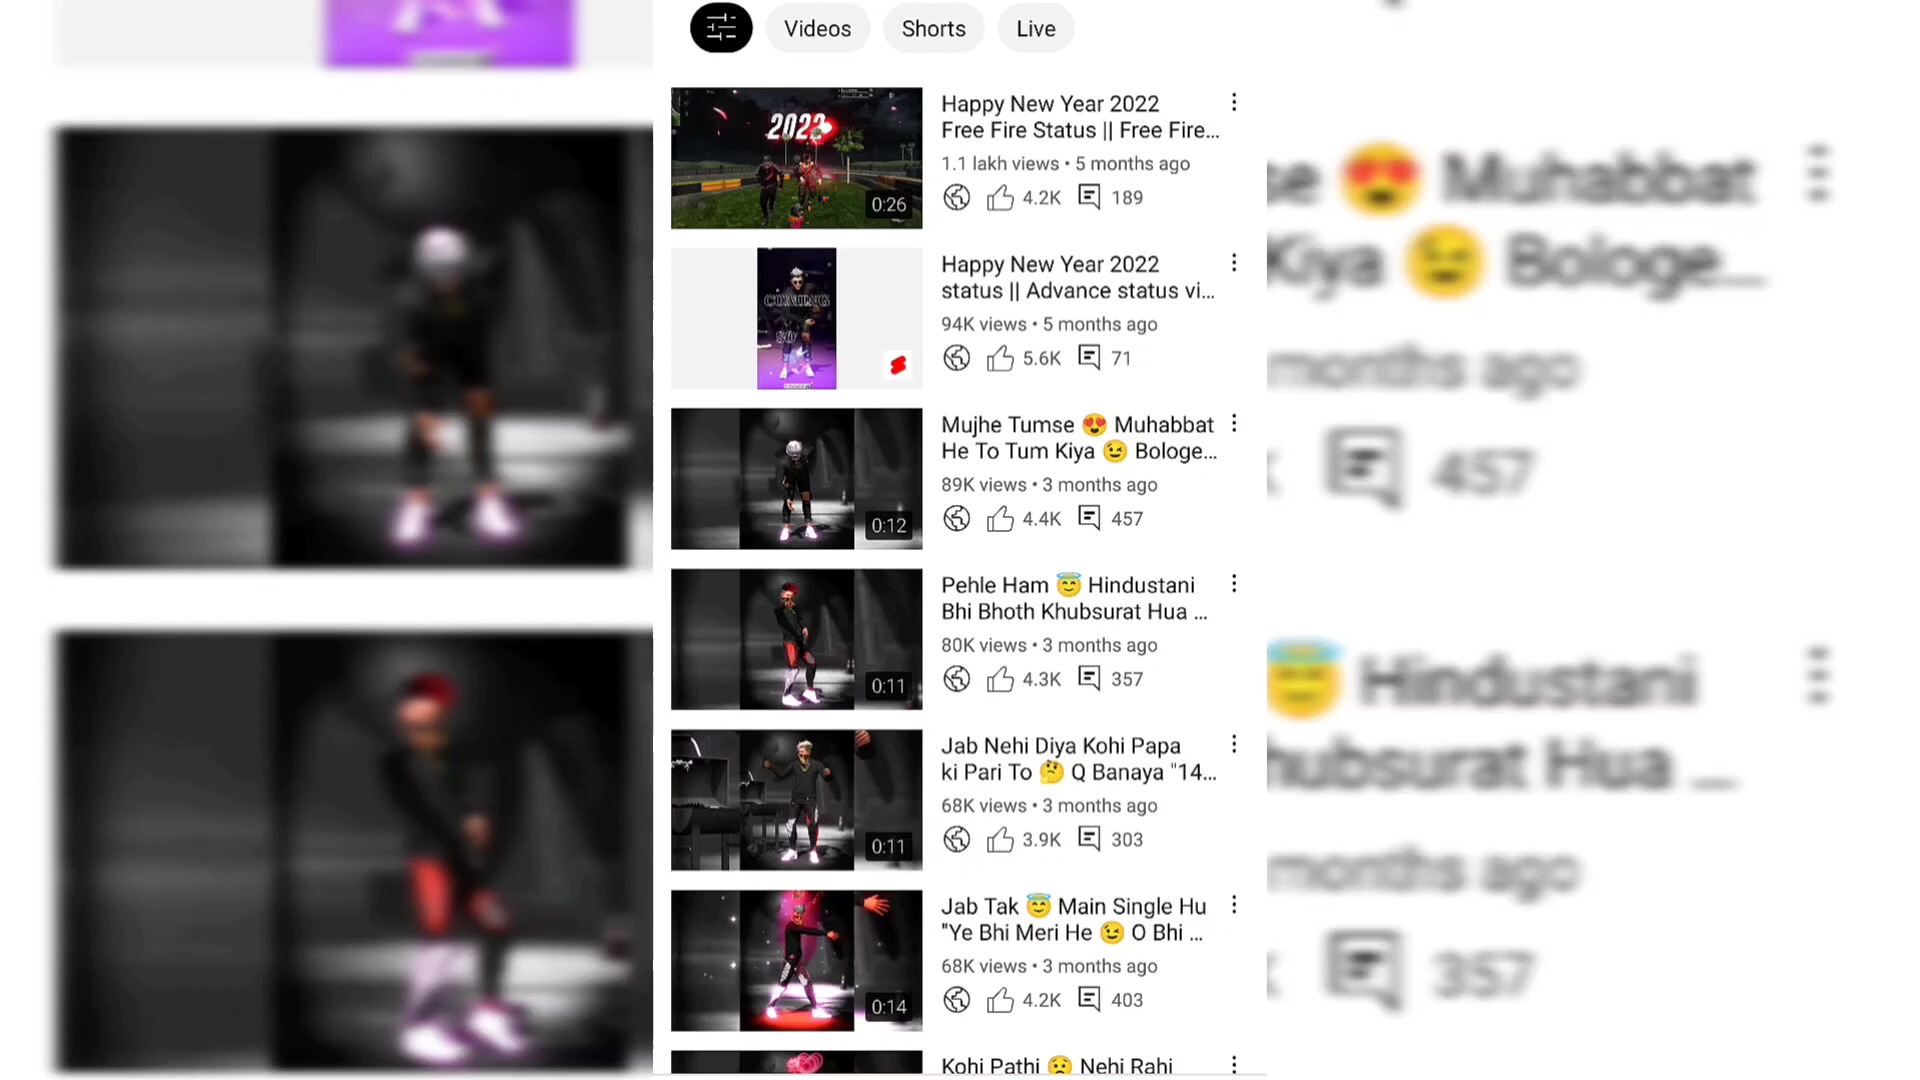 Videos
Shorts
Live
2022
0:26
Happy New Year 2022
Free Fire Status || Free Fire...
1.1 lakh views • 5 months ago
4.2K
189
COMING
SO
Happy New Year 2022
status || Advance status vi...
94K views • 5 months ago
5.6K
71
0:12
Mujhe Tumse 😍 Muhabbat
He To Tum Kiya 😉 Bologe...
89K views • 3 months ago
4.4K
457
0:11
Pehle Ham 😇 Hindustani
Bhi Bhoth Khubsurat Hua ...
80K views • 3 months ago
4.3K
357
0:11
Jab Nehi Diya Kohi Papa
ki Pari To 🤔 Q Banaya "14...
68K views • 3 months ago
3.9K
303
0:14
Jab Tak 😇 Main Single Hu
"Ye Bhi Meri He 😉 O Bhi ...
68K views • 3 months ago
4.2K
403
Kohi Pathi 😟 Nehi Rahi
se 😍 Muhabbat
Kiya 😉 Bologe...
months ago
457
😇 Hindustani
hubsurat Hua ...
months ago
357